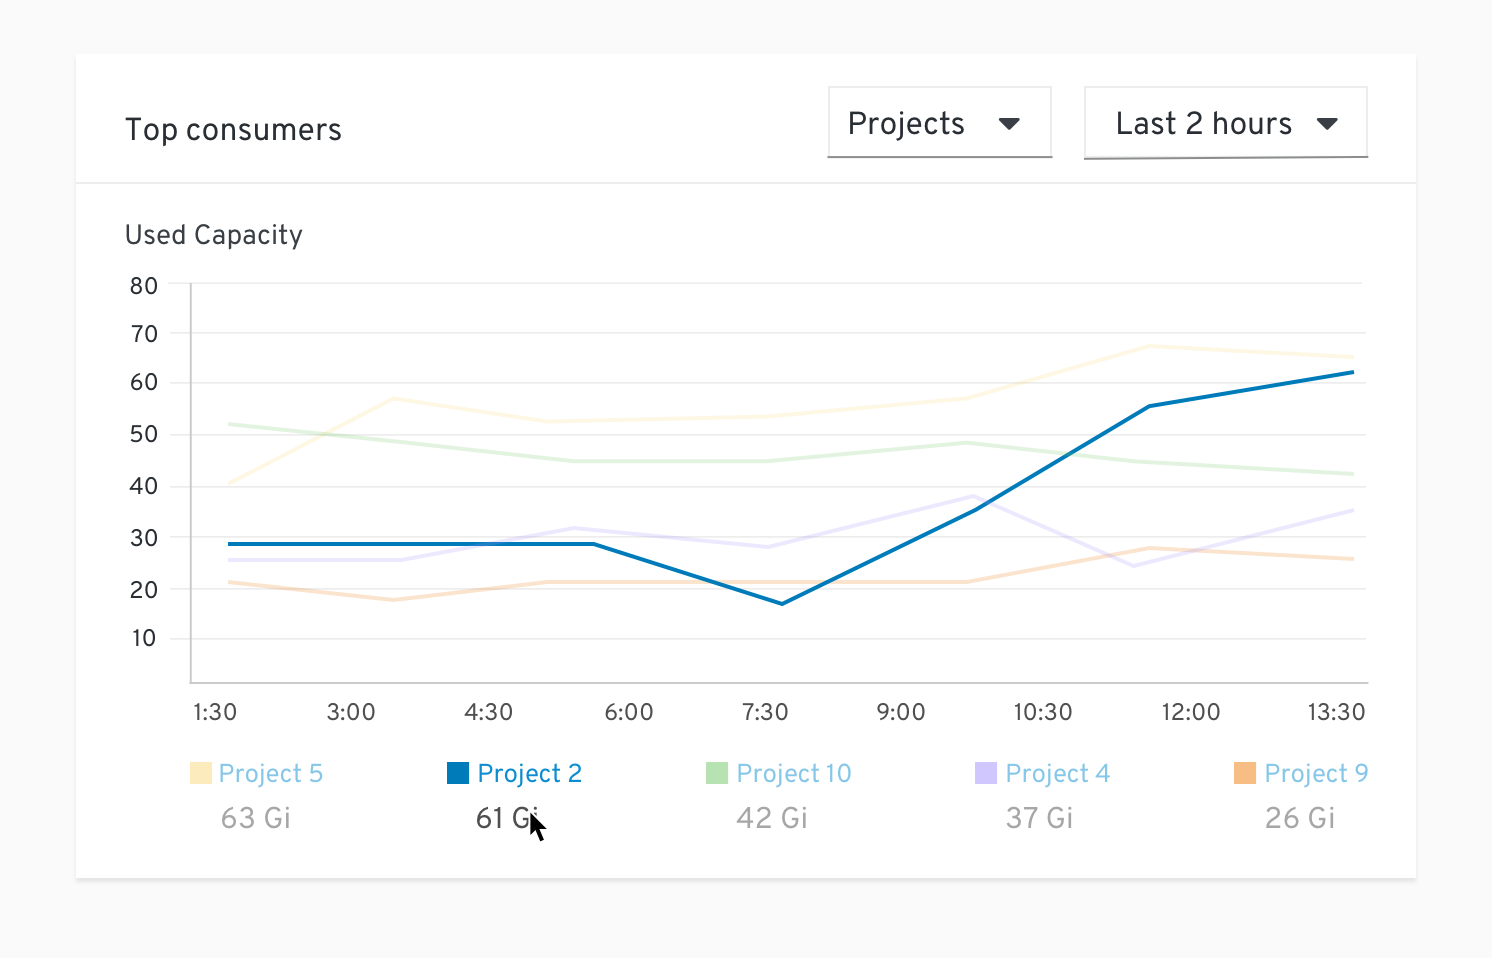 Top consumers
Projects
Last 2 hours
Used Capacity
80
70
60
50
40
30
20
10
1:30 3:00 4:30 6:00 7:30 9:00 10:30 12:00 13:30
Project 5 Project 2 Project 10 Project 4 Project 9
63 Gi 61 Gi 42 Gi 37 Gi 26 Gi